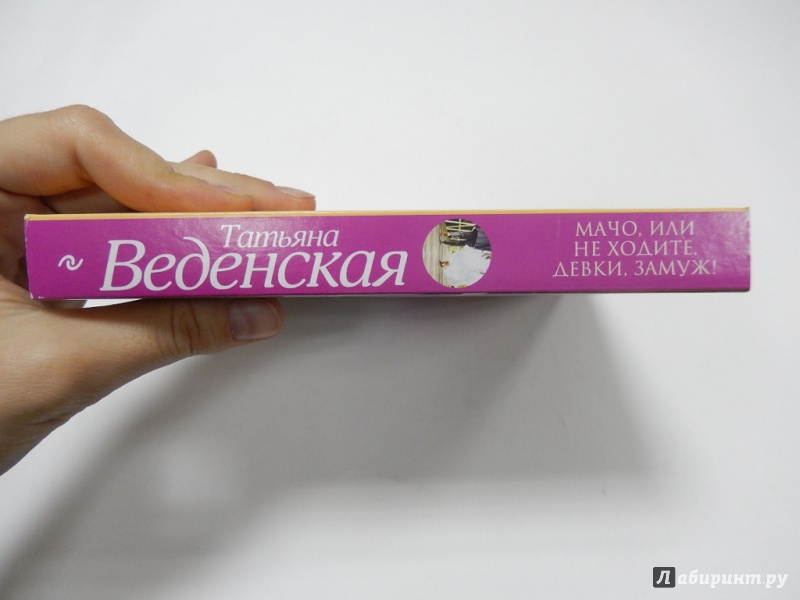 Татьяна
Веденская
МАЧО, ИЛИ
НЕ ХОДИТЕ,
ДЕВКИ, ЗАМУЖ!
Лабиринт.ру